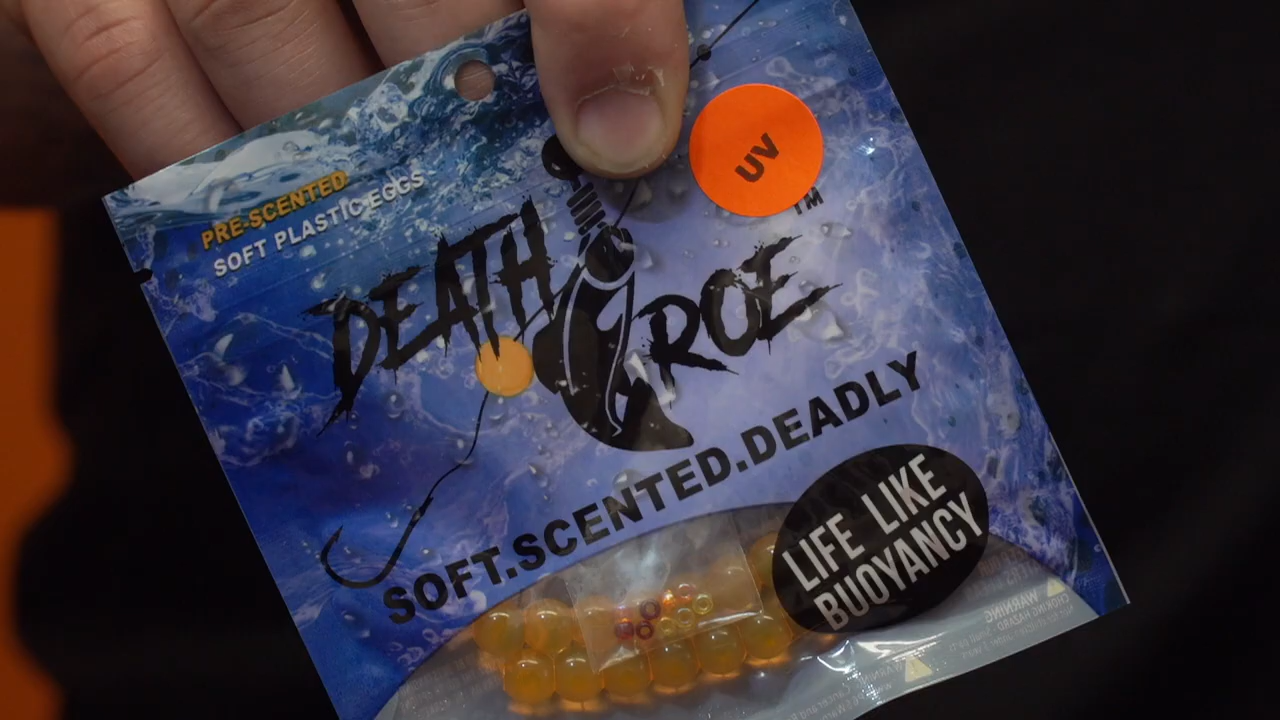 UV
PRE-SCENTED
SOFT PLASTIC EGGS
TM
DEATH ROE
SOFT.SCENTED.DEADLY
LIFE LIKE
BUOYANCY
WARNING